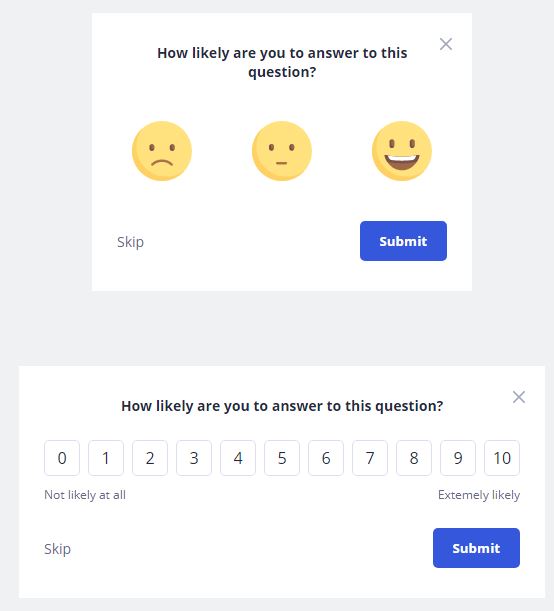 How likely are you to answer to this
question?
Skip
Submit
How likely are you to answer to this question?
0 1 2 3 4 5 6 7 8 9 10
Not likely at all Extemely likely
Skip
Submit